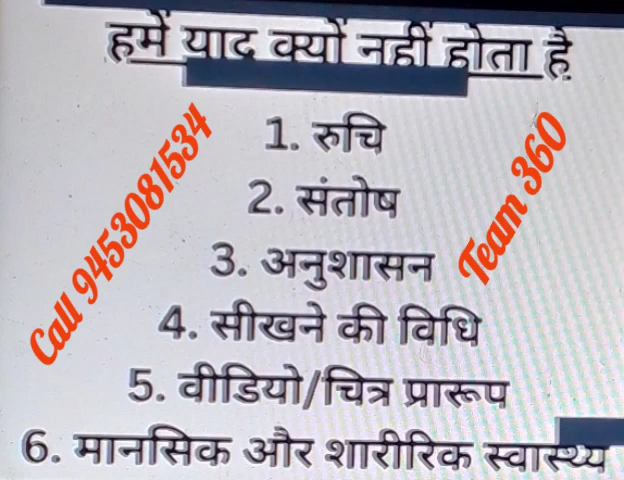 हमें याद क्यों नहीं होता है
1. रुचि
2. संतोष
3. अनुशासन
4. सीखने की विधि
5. वीडियो/चित्र प्रारूप
6. मानसिक और शारीरिक स्वास्थ्य
Call 9453081534
Team 360